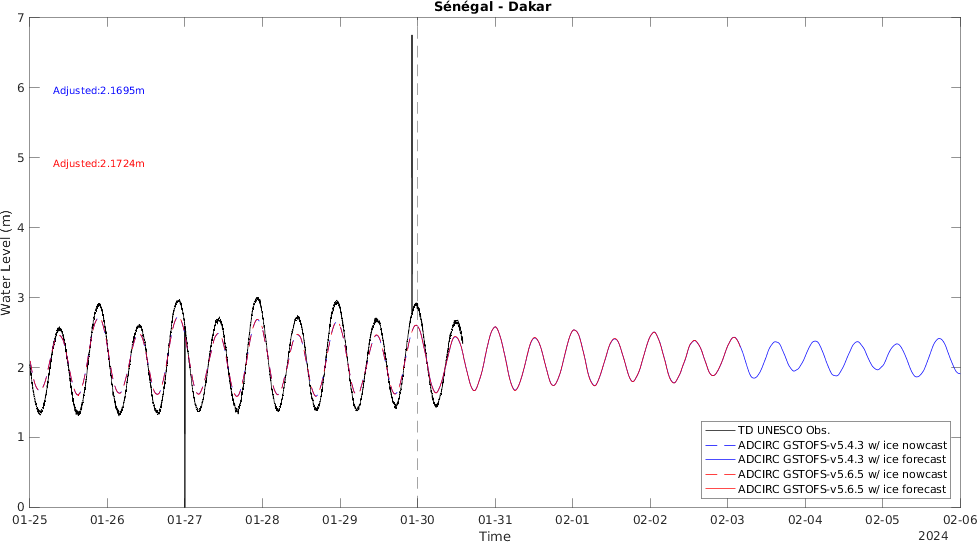 Sénégal - Dakar
7
6
5
4
3
2
1
0
Water Level (m)
Adjusted:2.1695m
Adjusted:2.1724m
TD UNESCO Obs.
ADCIRC GSTOFS-v5.4.3 w/ ice nowcast
ADCIRC GSTOFS-v5.4.3 w/ ice forecast
ADCIRC GSTOFS-v5.6.5 w/ ice nowcast
ADCIRC GSTOFS-v5.6.5 w/ ice forecast
01-25 01-26 01-27 01-28 01-29 01-30 01-31 02-01 02-02 02-03 02-04 02-05 02-06
Time
2024